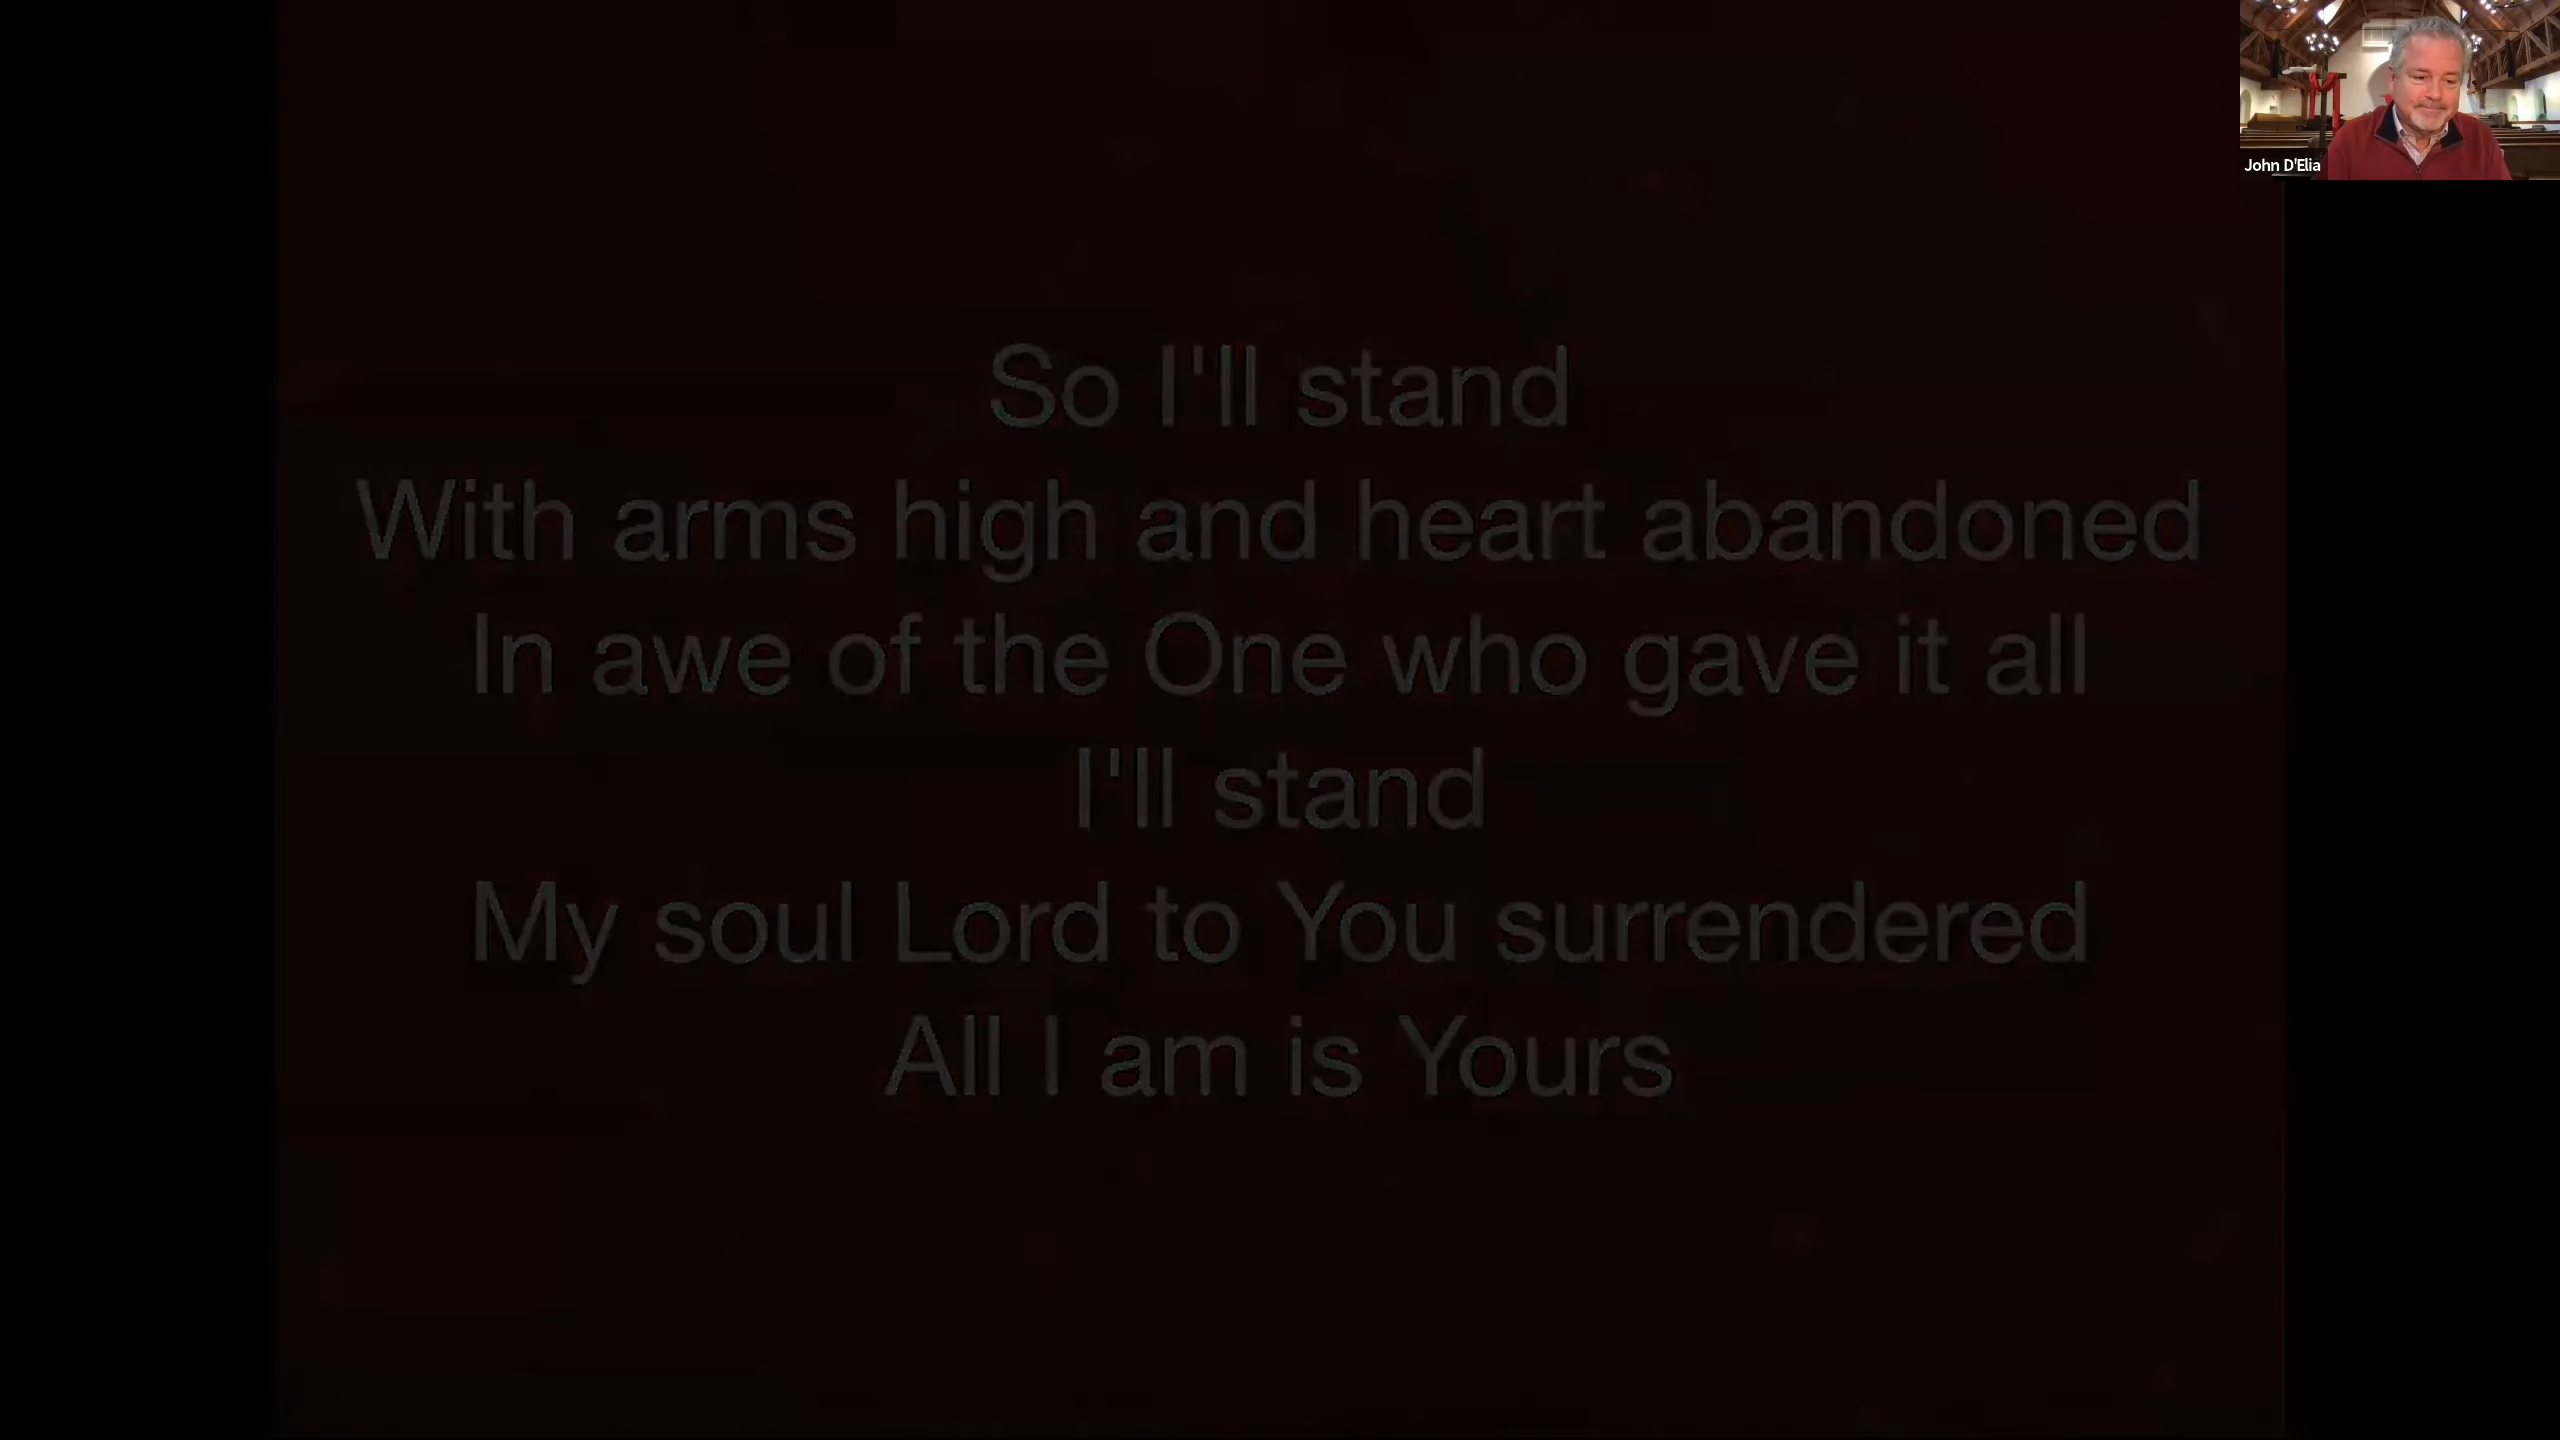 John D'Elia
So I'll stand
With arms high and heart abandoned
In awe of the One who gave it all
I'll stand
My soul Lord to You surrendered
All I am is Yours